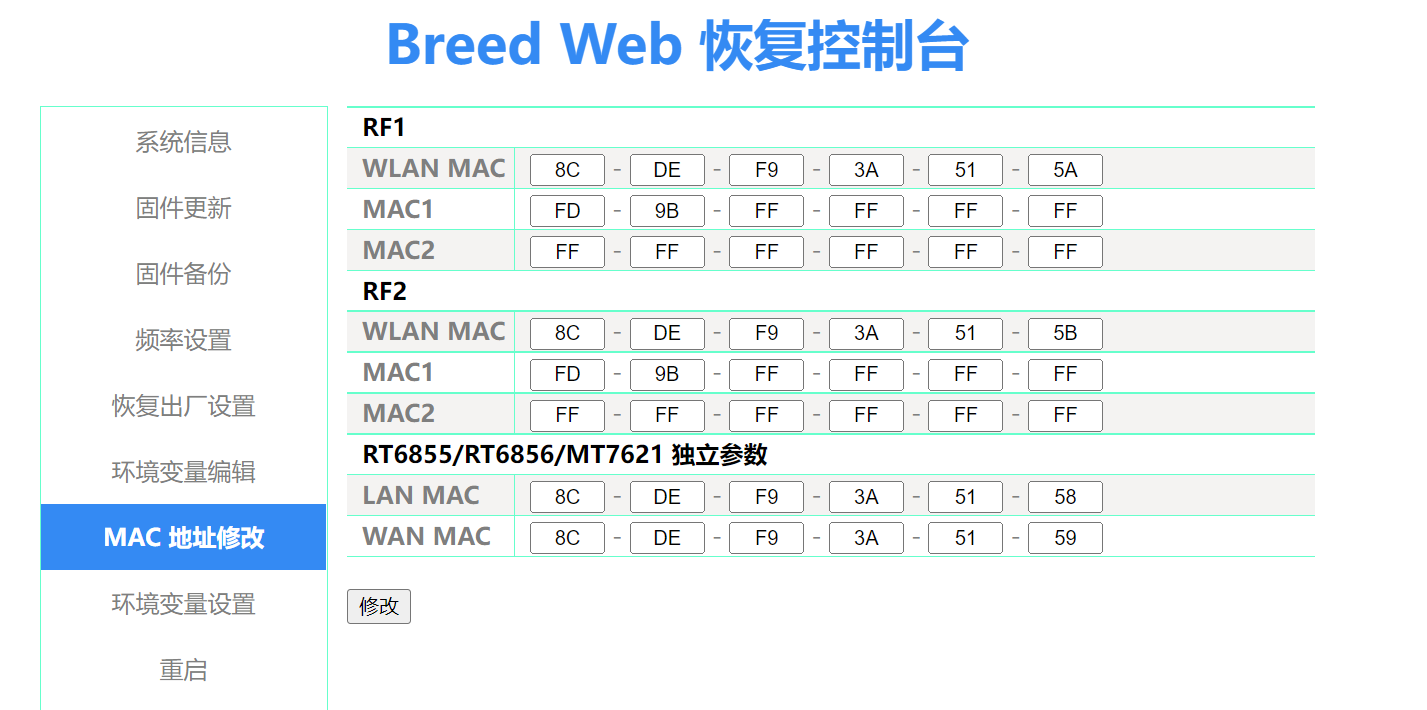 Breed Web 恢复控制台
系统信息
固件更新
固件备份
频率设置
恢复出厂设置
环境变量编辑
MAC 地址修改
环境变量设置
重启
RF1
WLAN MAC 8C - DE - F9 - 3A - 51 - 5A
MAC1 FD - 9B - FF - FF - FF - FF
MAC2 FF - FF - FF - FF - FF - FF
RF2
WLAN MAC 8C - DE - F9 - 3A - 51 - 5B
MAC1 FD - 9B - FF - FF - FF - FF
MAC2 FF - FF - FF - FF - FF - FF
RT6855/RT6856/MT7621 独立参数
LAN MAC 8C - DE - F9 - 3A - 51 - 58
WAN MAC 8C - DE - F9 - 3A - 51 - 59
修改